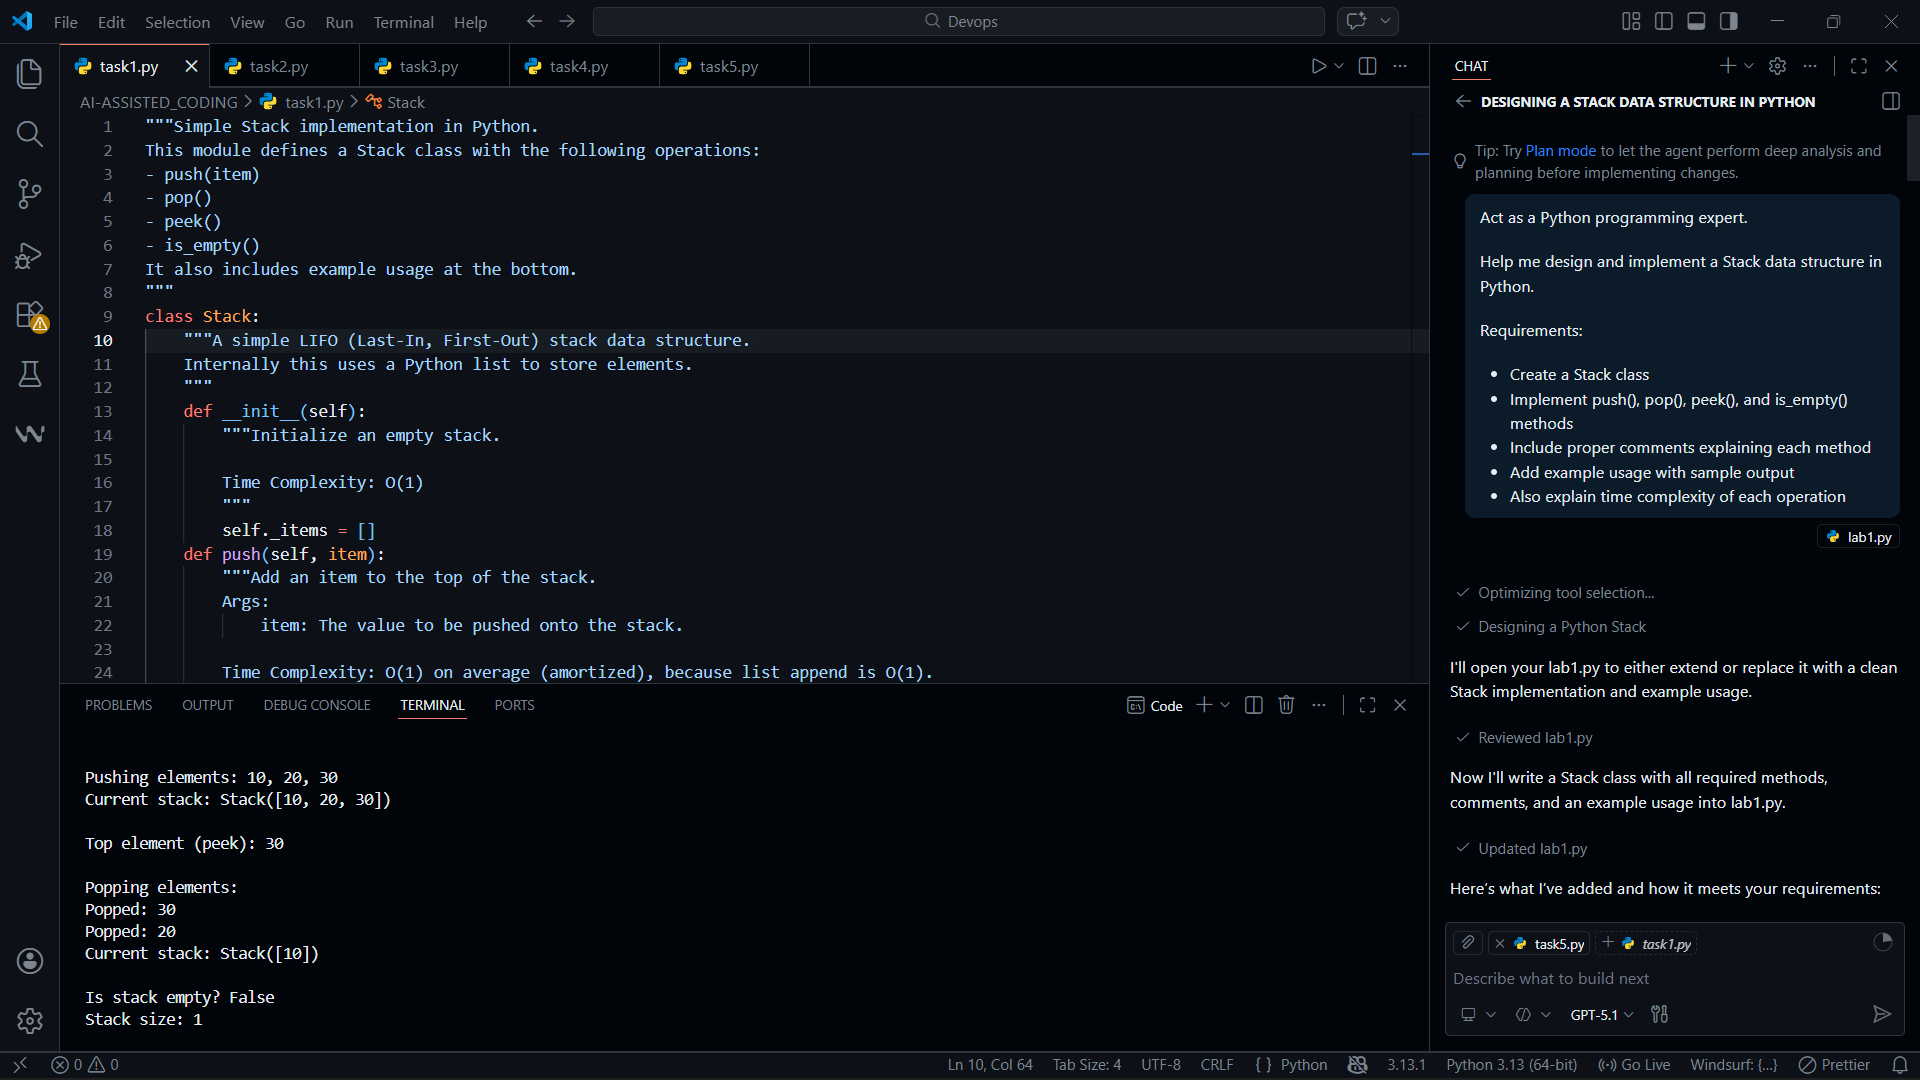 File Edit Selection View Go Run Terminal Help
Devops
task1.py
task2.py
task3.py
task4.py
task5.py
AI-ASSISTED_CODING > task1.py > Stack
1 """Simple Stack implementation in Python.
2 This module defines a Stack class with the following operations:
3 - push(item)
4 - pop()
5 - peek()
6 - is_empty()
7 It also includes example usage at the bottom.
8 """
9 class Stack:
10 """A simple LIFO (Last-In, First-Out) stack data structure.
11 Internally this uses a Python list to store elements.
12 """
13 def __init__(self):
14 """Initialize an empty stack.
15
16 Time Complexity: O(1)
17 """
18 self._items = []
19 def push(self, item):
20 """Add an item to the top of the stack.
21 Args:
22 item: The value to be pushed onto the stack.
23
24 Time Complexity: O(1) on average (amortized), because list append is O(1).
PROBLEMS OUTPUT DEBUG CONSOLE TERMINAL PORTS
Code
Pushing elements: 10, 20, 30
Current stack: Stack([10, 20, 30])
Top element (peek): 30
Popping elements:
Popped: 30
Popped: 20
Current stack: Stack([10])
Is stack empty? False
Stack size: 1
CHAT
DESIGNING A STACK DATA STRUCTURE IN PYTHON
Tip: Try Plan mode to let the agent perform deep analysis and
planning before implementing changes.
Act as a Python programming expert.
Help me design and implement a Stack data structure in
Python.
Requirements:
• Create a Stack class
• Implement push(), pop(), peek(), and is_empty()
methods
• Include proper comments explaining each method
• Add example usage with sample output
• Also explain time complexity of each operation
lab1.py
Optimizing tool selection...
Designing a Python Stack
I'll open your lab1.py to either extend or replace it with a clean
Stack implementation and example usage.
Reviewed lab1.py
Now I'll write a Stack class with all required methods,
comments, and an example usage into lab1.py.
Updated lab1.py
Here's what I've added and how it meets your requirements:
task5.py
task1.py
Describe what to build next
GPT-5.1
0 0
Ln 10, Col 64 Tab Size: 4 UTF-8 CRLF { } Python 3.13.1 Python 3.13 (64-bit) Go Live Windsurf: {...} Prettier